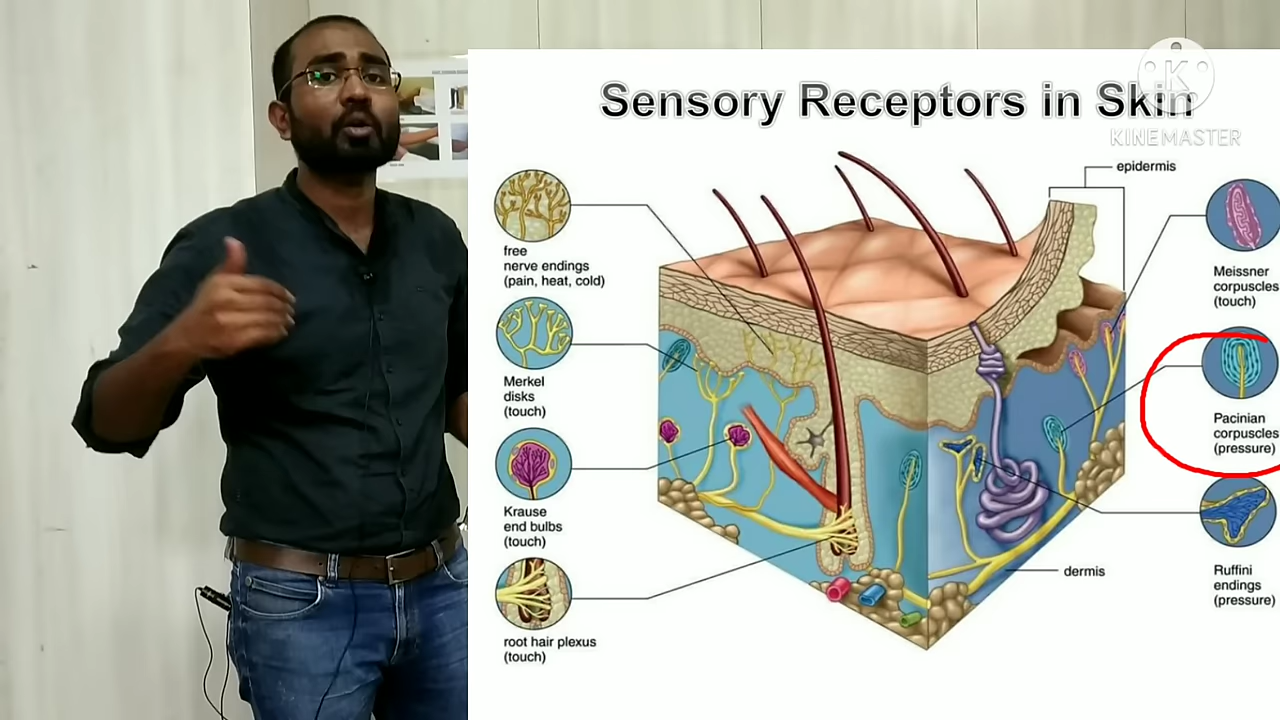 Sensory Receptors in Skin
KINEMASTER
epidermis
free
nerve endings
(pain, heat, cold)
Merkel
disks
(touch)
Krause
end bulbs
(touch)
root hair plexus
(touch)
Meissner
corpuscles
(touch)
Pacinian
corpuscles
(pressure)
Ruffini
endings
(pressure)
dermis